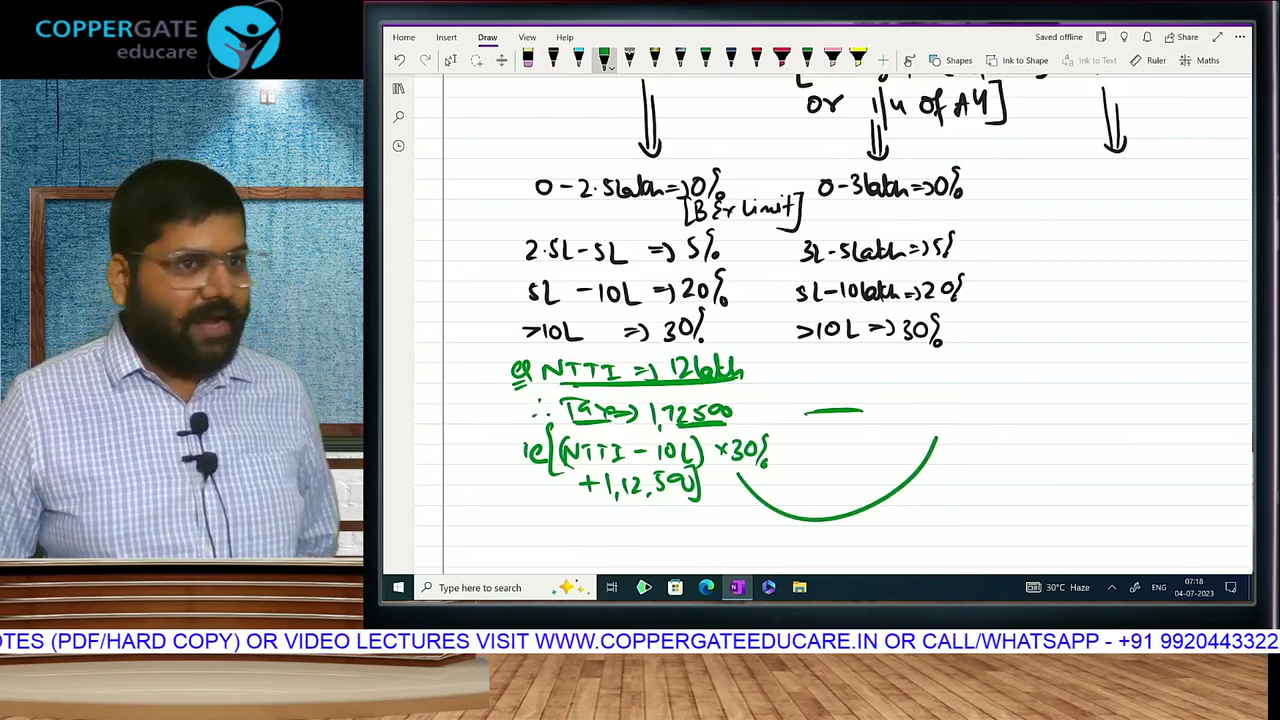 COPPERGATE
educare
Home Insert Draw View Help
Saved offline
Share
Shapes
Ink to Shape
Ink to Text
Ruler
Maths
or of AY]
0 - 2.5lakh => 0%
[B Ex Limit]
2.5L - 5L => 5%
5L - 10L => 20%
>10L => 30%
0 - 3lakh => 0%
3L - 5lakh => 5%
5L - 10lakh => 20%
>10L => 30%
eg NTTI => 12lakh
∴ Tax => 1,72,500
ie[(NTTI - 10L) × 30%
+ 1,12,500]
Type here to search
30°C Haze
ENG
07:18
04-07-2023
OTES (PDF/HARD COPY) OR VIDEO LECTURES VISIT WWW.COPPERGATEEDUCARE.IN OR CALL/WHATSAPP - +91 9920443322